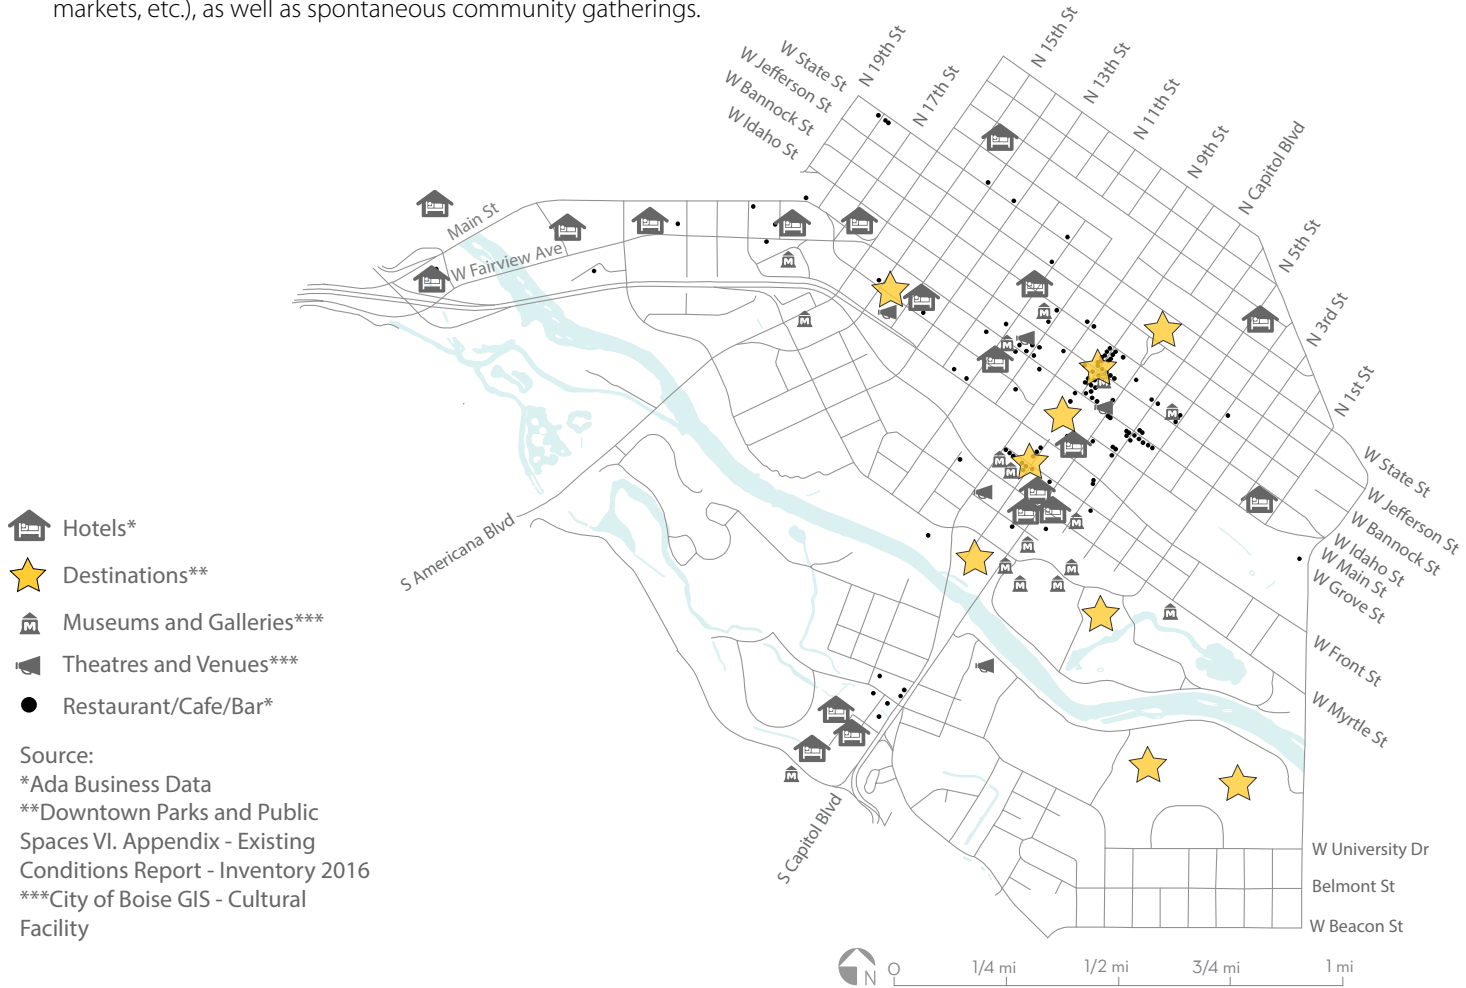 markets, etc.), as well as spontaneous community gatherings.
N 15th St
N 19th St
W State St
N 13th St
W Jefferson St
N 17th St
W Bannock St
N 11th St
W Idaho St
N 9th St
N Capitol Blvd
Main St
W Fairview Ave
N 5th St
N 3rd St
N 1st St
W State St
W Jefferson St
W Bannock St
W Idaho St
W Main St
W Grove St
W Front St
W Myrtle St
S Americana Blvd
Hotels*
Destinations**
Museums and Galleries***
Theatres and Venues***
Restaurant/Cafe/Bar*
Source:
*Ada Business Data
**Downtown Parks and Public
Spaces VI. Appendix - Existing
Conditions Report - Inventory 2016
***City of Boise GIS - Cultural
Facility
S Capitol Blvd
W University Dr
Belmont St
W Beacon St
N
0
1/4 mi
1/2 mi
3/4 mi
1 mi